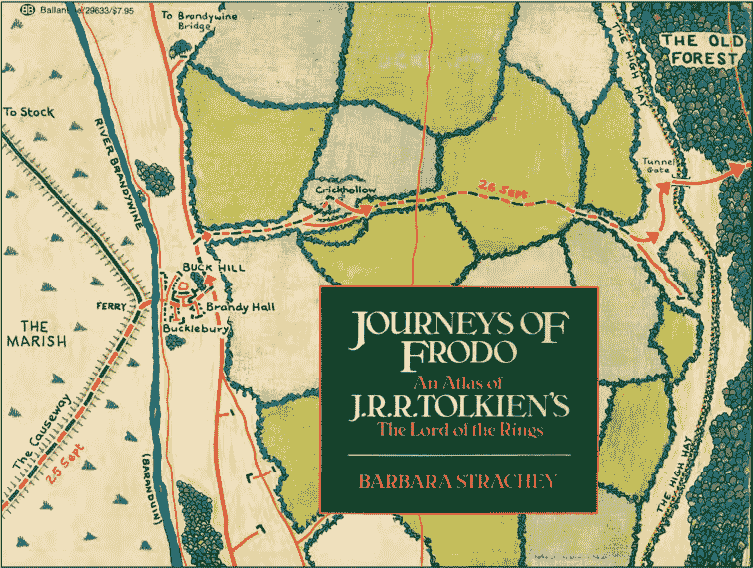 BB Ballantine/29633/$7.95
To Brandywine
Bridge
THE OLD
FOREST
THE HIGH HAY
To Stock
RIVER BRANDYWINE
Tunnel
Gate
Crickhollow
26 Sept
BUCK HILL
FERRY
Brandy Hall
Bucklebury
THE
MARISH
The Causeway
25 Sept
(BARANDUIN)
JOURNEYS OF
FRODO
An Atlas of
J.R.R.TOLKIEN'S
The Lord of the Rings
BARBARA STRACHEY
THE HIGH HAY